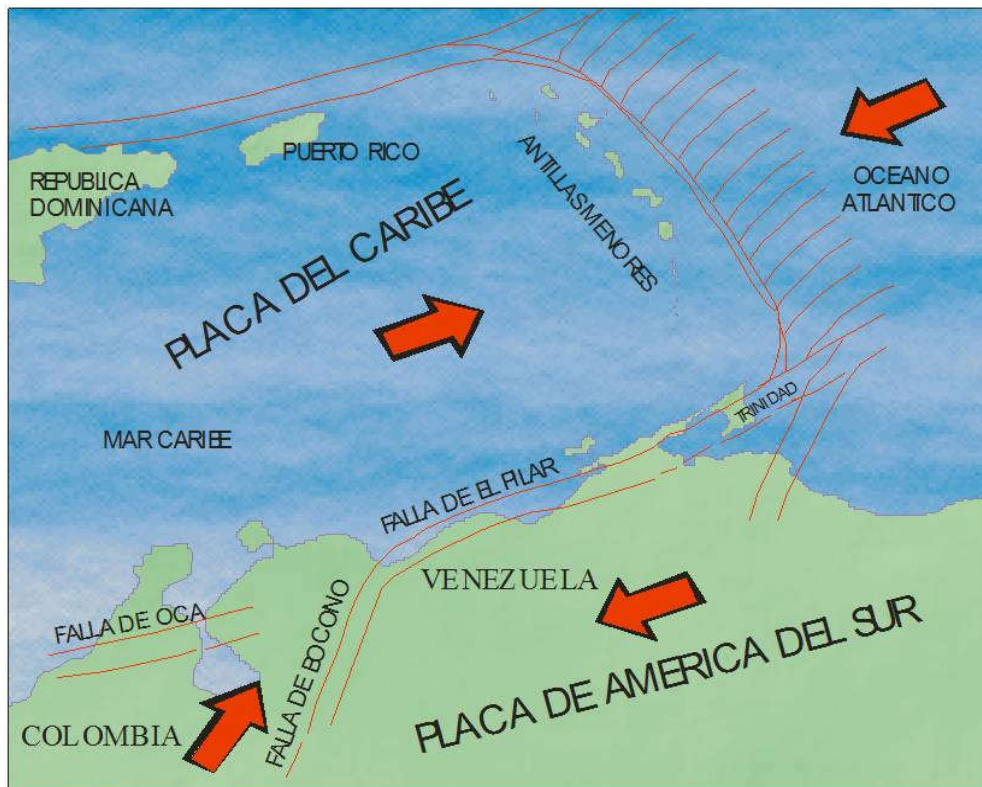 PUERTO RICO
REPUBLICA
DOMINICANA
ANTILLAS MENORES
OCEANO
ATLANTICO
PLACA DEL CARIBE
TRINIDAD
MAR CARIBE
FALLA DE EL PILAR
VENEZUELA
FALLA DE OCA
FALLA DE BOCONO
PLACA DE AMERICA DEL SUR
COLOMBIA